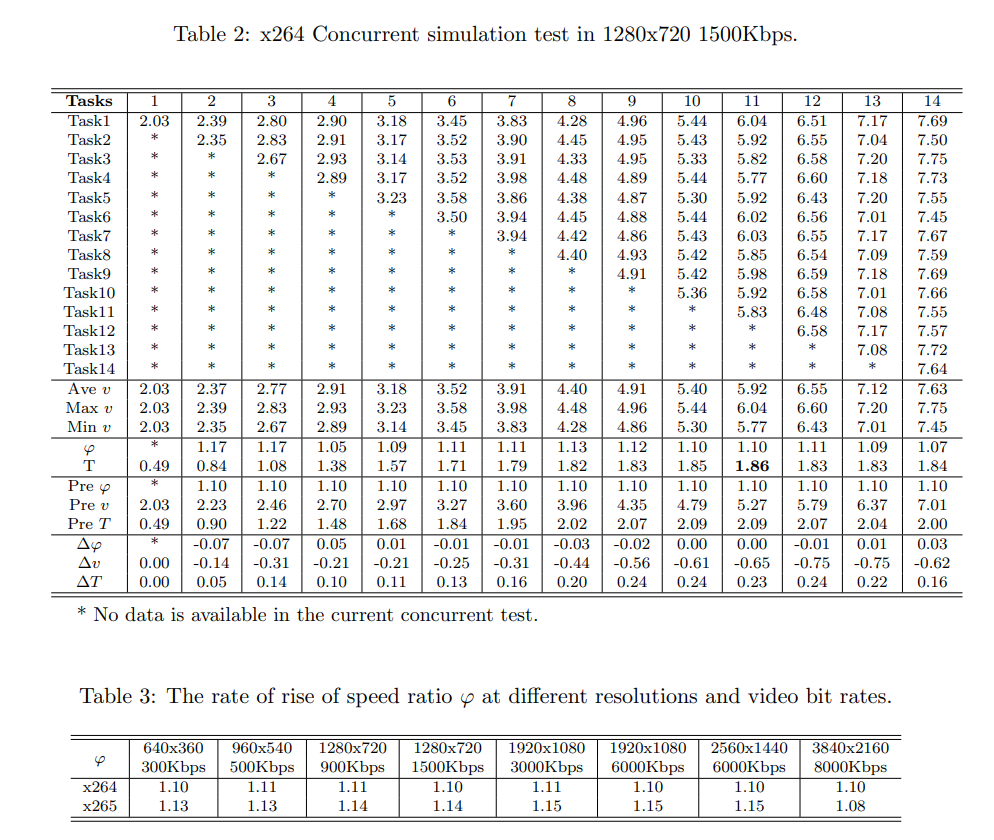 Table 2: x264 Concurrent simulation test in 1280x720 1500Kbps.
Tasks 1 2 3 4 5 6 7 8 9 10 11 12 13 14
Task1 2.03 2.39 2.80 2.90 3.18 3.45 3.83 4.28 4.96 5.44 6.04 6.51 7.17 7.69
Task2 * 2.35 2.83 2.91 3.17 3.52 3.90 4.45 4.95 5.43 5.92 6.55 7.04 7.50
Task3 * * 2.67 2.93 3.14 3.53 3.91 4.33 4.95 5.33 5.82 6.58 7.20 7.75
Task4 * * * 2.89 3.17 3.52 3.98 4.48 4.89 5.44 5.77 6.60 7.18 7.73
Task5 * * * * 3.23 3.58 3.86 4.38 4.87 5.30 5.92 6.43 7.20 7.55
Task6 * * * * * 3.50 3.94 4.45 4.88 5.44 6.02 6.56 7.01 7.45
Task7 * * * * * * 3.94 4.42 4.86 5.43 6.03 6.55 7.17 7.67
Task8 * * * * * * * 4.40 4.93 5.42 5.85 6.54 7.09 7.59
Task9 * * * * * * * * 4.91 5.42 5.98 6.59 7.18 7.69
Task10 * * * * * * * * * 5.36 5.92 6.58 7.01 7.66
Task11 * * * * * * * * * * 5.83 6.48 7.08 7.55
Task12 * * * * * * * * * * * 6.58 7.17 7.57
Task13 * * * * * * * * * * * * 7.08 7.72
Task14 * * * * * * * * * * * * * 7.64
Ave v 2.03 2.37 2.77 2.91 3.18 3.52 3.91 4.40 4.91 5.40 5.92 6.55 7.12 7.63
Max v 2.03 2.39 2.83 2.93 3.23 3.58 3.98 4.48 4.96 5.44 6.04 6.60 7.20 7.75
Min v 2.03 2.35 2.67 2.89 3.14 3.45 3.83 4.28 4.86 5.30 5.77 6.43 7.01 7.45
φ * 1.17 1.17 1.05 1.09 1.11 1.11 1.13 1.12 1.10 1.10 1.11 1.09 1.07
T 0.49 0.84 1.08 1.38 1.57 1.71 1.79 1.82 1.83 1.85 1.86 1.83 1.83 1.84
Pre φ * 1.10 1.10 1.10 1.10 1.10 1.10 1.10 1.10 1.10 1.10 1.10 1.10 1.10
Pre v 2.03 2.23 2.46 2.70 2.97 3.27 3.60 3.96 4.35 4.79 5.27 5.79 6.37 7.01
Pre T 0.49 0.90 1.22 1.48 1.68 1.84 1.95 2.02 2.07 2.09 2.09 2.07 2.04 2.00
Δφ * -0.07 -0.07 0.05 0.01 -0.01 -0.01 -0.03 -0.02 0.00 0.00 -0.01 0.01 0.03
Δv 0.00 -0.14 -0.31 -0.21 -0.21 -0.25 -0.31 -0.44 -0.56 -0.61 -0.65 -0.75 -0.75 -0.62
ΔT 0.00 0.05 0.14 0.10 0.11 0.13 0.16 0.20 0.24 0.24 0.23 0.24 0.22 0.16
* No data is available in the current concurrent test.
Table 3: The rate of rise of speed ratio φ at different resolutions and video bit rates.
φ 640x360 960x540 1280x720 1280x720 1920x1080 1920x1080 2560x1440 3840x2160
300Kbps 500Kbps 900Kbps 1500Kbps 3000Kbps 6000Kbps 6000Kbps 8000Kbps
x264 1.10 1.11 1.11 1.10 1.11 1.10 1.10 1.10
x265 1.13 1.13 1.14 1.14 1.15 1.15 1.15 1.08